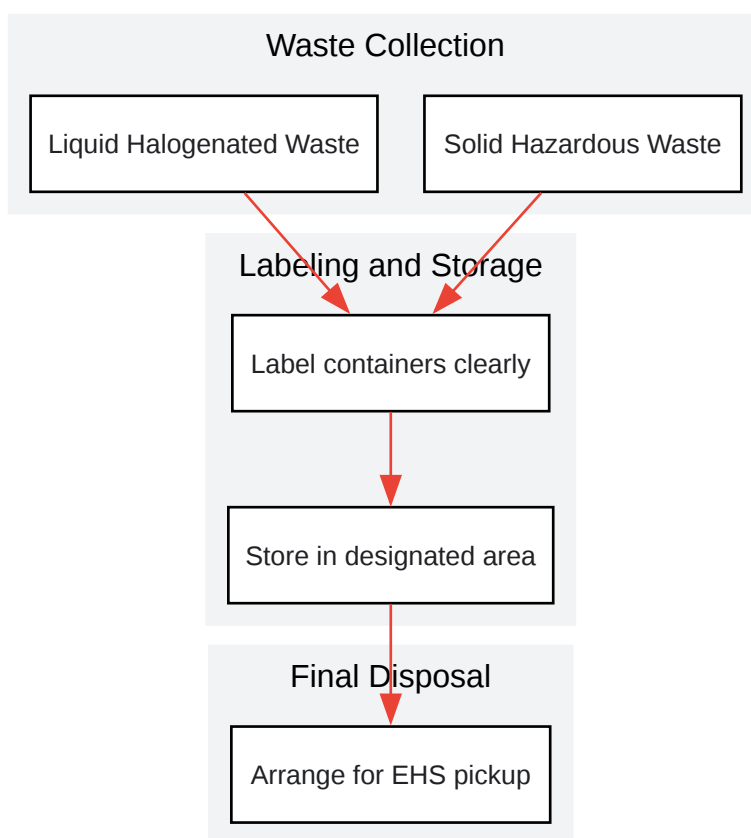 Waste Collection
Liquid Halogenated Waste
Solid Hazardous Waste
Labeling and Storage
Label containers clearly
Store in designated area
Final Disposal
Arrange for EHS pickup